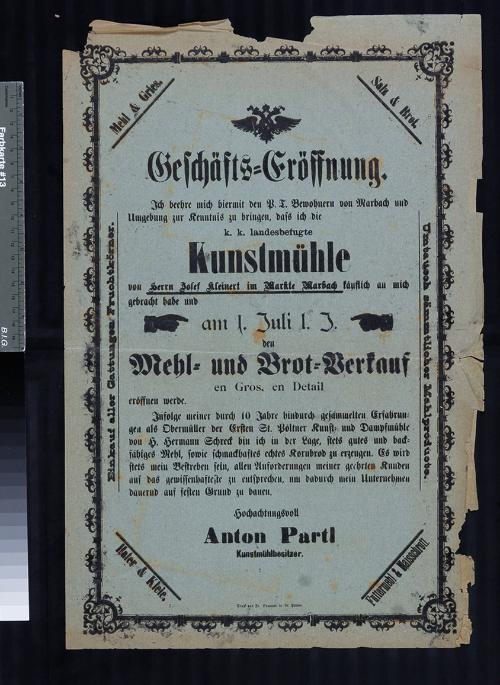 Mehl & Gries.
Salz & Brot.
Geschäfts-Eröffnung.
Ich beehre mich hiermit den P. T. Bewohnern von Marbach und
Umgebung zur Kenntnis zu bringen, dass ich die
k. k. landesbefugte
Kunstmühle
von Herrn Josef Kleinert im Markte Marbach käuflich an mich
gebracht habe und
am 1. Juli l. J.
den
Mehl- und Brot-Verkauf
en Gros, en Detail
eröffnen werde.
Infolge meiner durch 10 Jahre hindurch gesammelten Erfahrun-
gen als Obermüller der Ersten St. Pöltner Kunst- und Dampfmühle
von H. Hermann Schreck bin ich in der Lage, stets gutes und back-
fähiges Mehl, sowie schmackhaftes echtes Kornbrod zu erzeugen. Es wird
stets mein Bestreben sein, allen Anforderungen meiner geehrten Kunden
auf das gewissenhafteste zu entsprechen, um dadurch mein Unternehmen
dauernd auf festen Grund zu bauen.
Hochachtungsvoll
Anton Partl
Kunstmühlbesitzer.
Einkauf aller Gattungen Fruchtkörner.
Umtausch sämmtlicher Mahlproducte.
Hafer & Kleie.
Futtermehl & Maisschrott
Farbkarte #13
B.I.G.